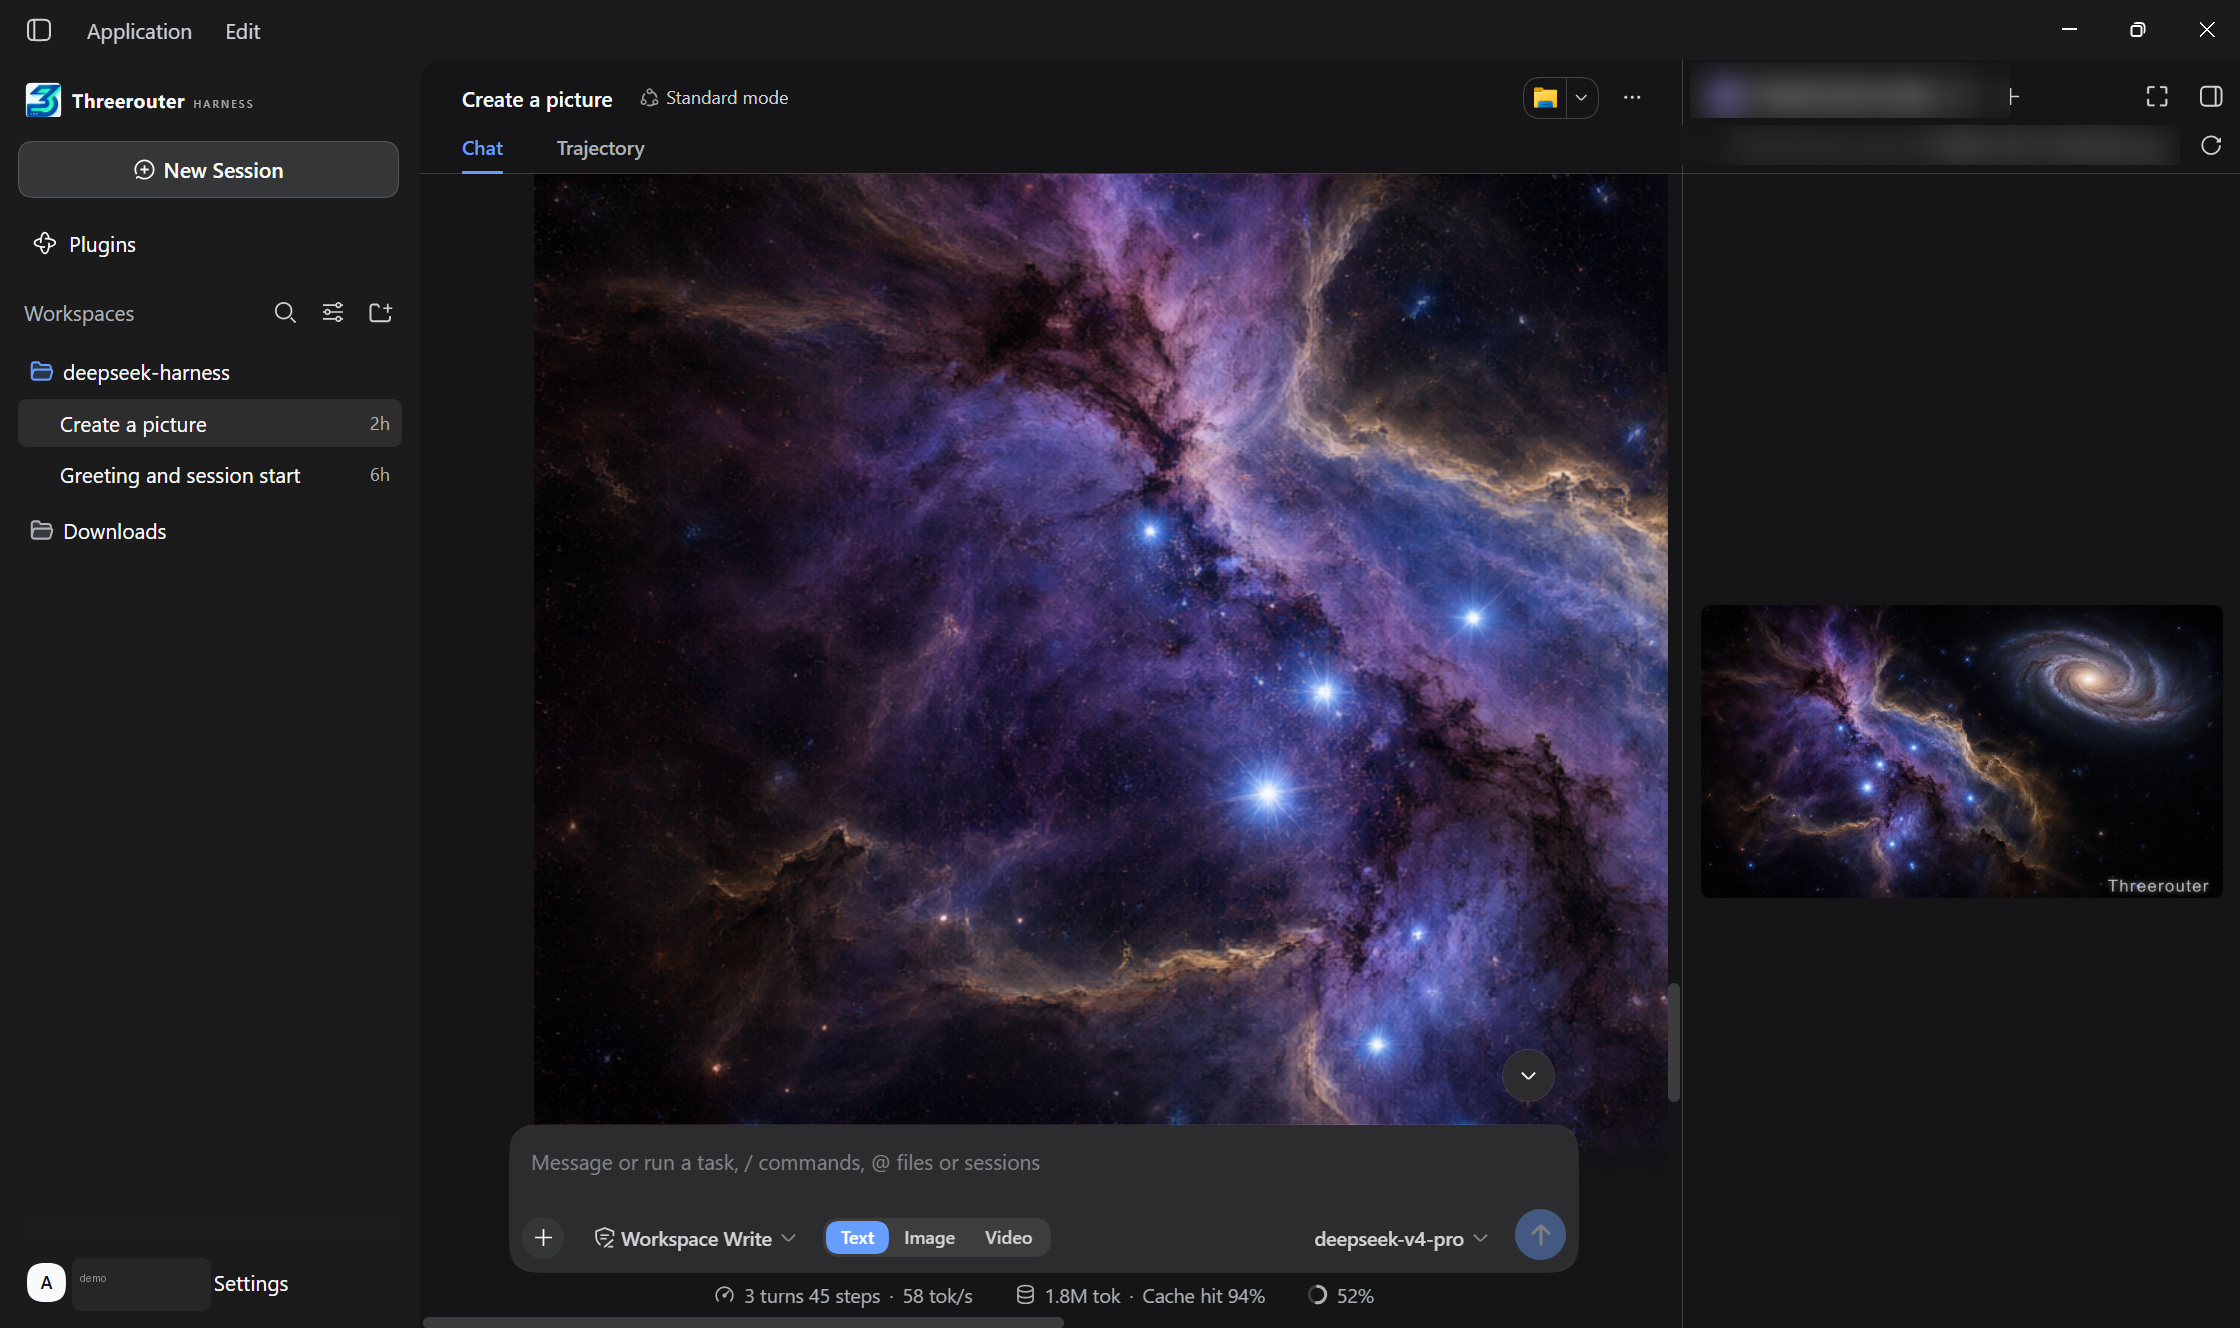 Application Edit
Threerouter HARNESS
New Session
Plugins
Workspaces
deepseek-harness
Create a picture 2h
Greeting and session start 6h
Downloads
A demo Settings
Create a picture Standard mode
Chat Trajectory
Threerouter
Message or run a task, / commands, @ files or sessions
Workspace Write Text Image Video deepseek-v4-pro
3 turns 45 steps · 58 tok/s 1.8M tok · Cache hit 94% 52%